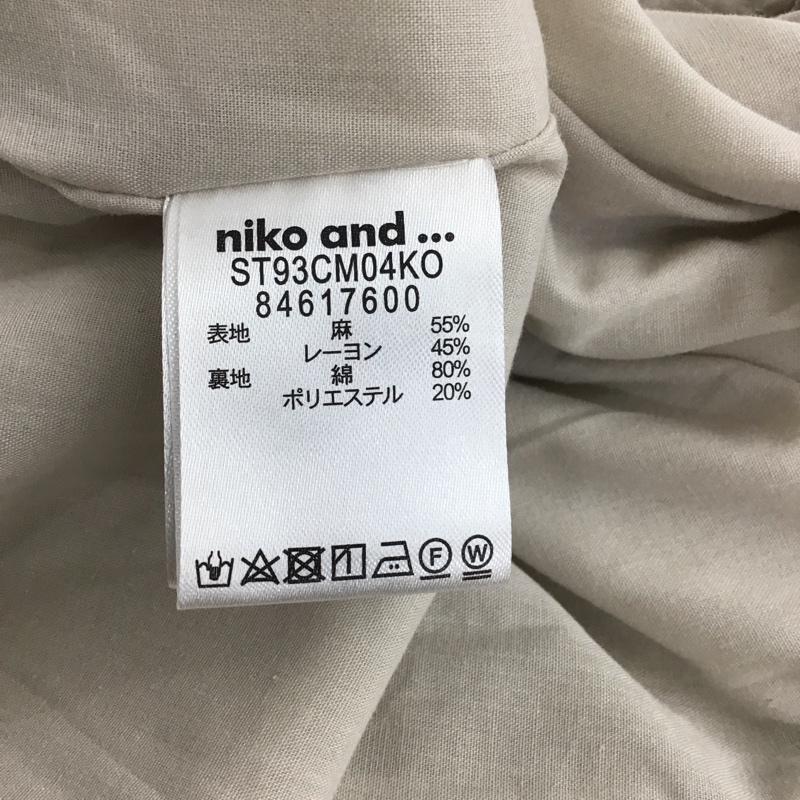 niko and ...
ST93CM04KO
84617600
表地 麻 55%
レーヨン 45%
裏地 綿 80%
ポリエステル 20%
F W